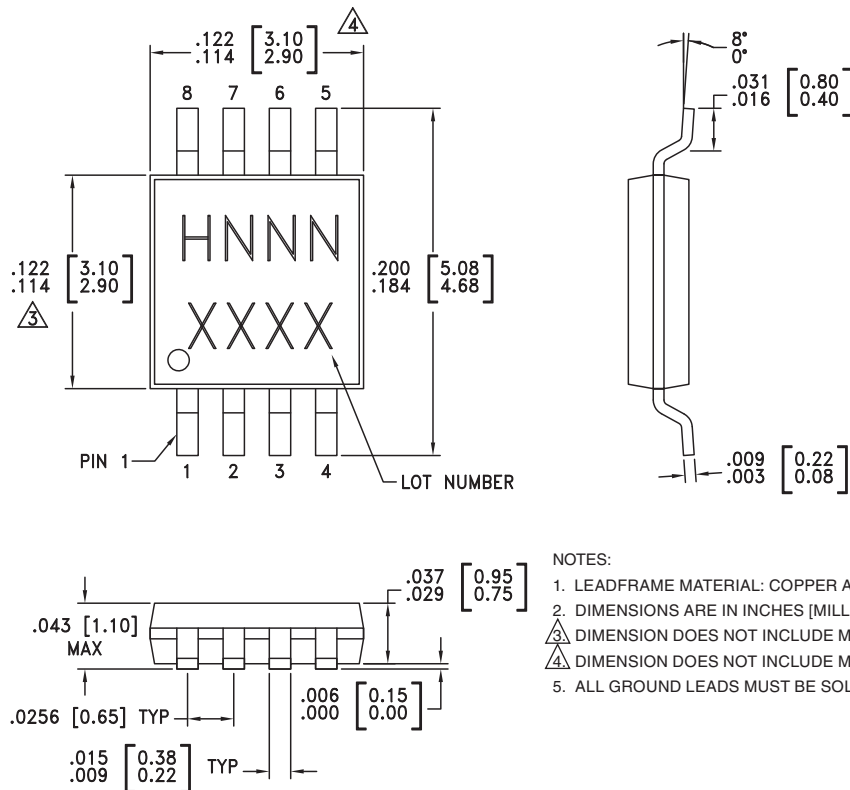 .122 [3.10]
.114 [2.90]
4
8 7 6 5
HNNN
XXXX
.122 [3.10]
.114 [2.90]
3
.200 [5.08]
.184 [4.68]
PIN 1
1 2 3 4
LOT NUMBER
8°
0°
.031 [0.80]
.016 [0.40]
.009 [0.22]
.003 [0.08]
.043 [1.10]
MAX
.037 [0.95]
.029 [0.75]
.0256 [0.65] TYP
.006 [0.15]
.000 [0.00]
.015 [0.38]
.009 [0.22]
TYP
NOTES:
1. LEADFRAME MATERIAL: COPPER A
2. DIMENSIONS ARE IN INCHES [MILL
3. DIMENSION DOES NOT INCLUDE M
4. DIMENSION DOES NOT INCLUDE M
5. ALL GROUND LEADS MUST BE SOL